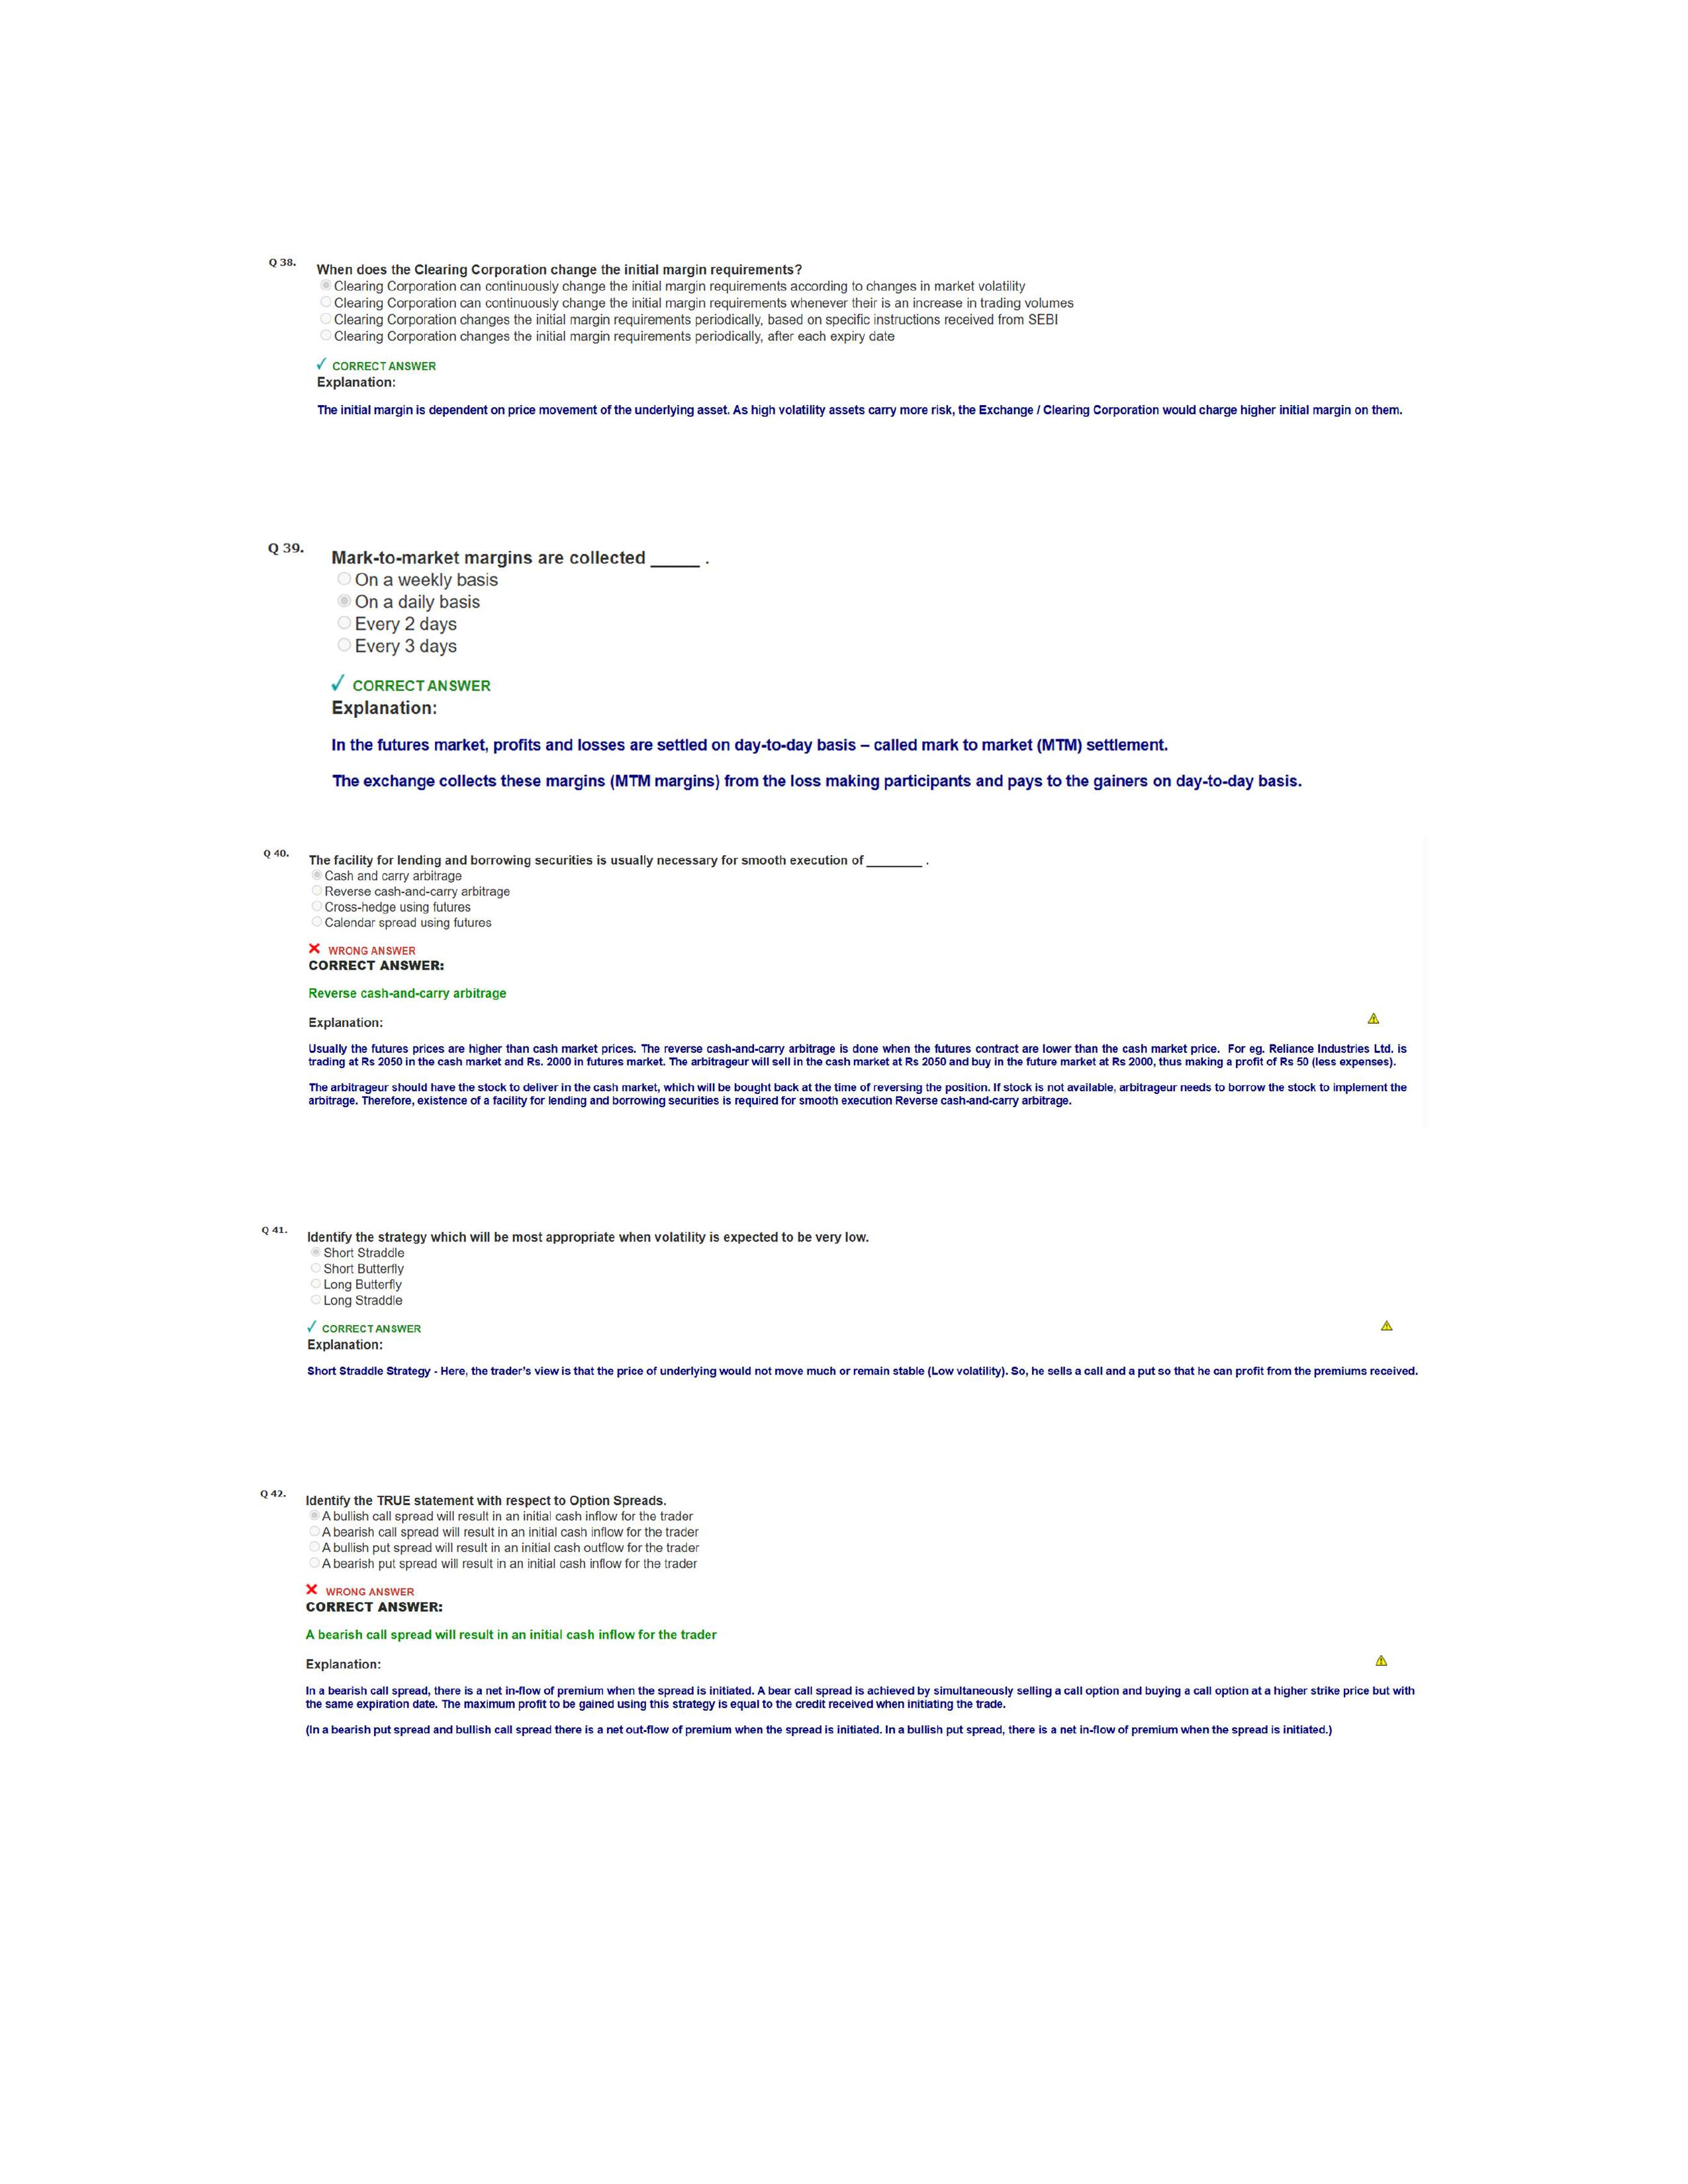 Q 38.
When does the Clearing Corporation change the initial margin requirements?
Clearing Corporation can continuously change the initial margin requirements according to changes in market volatility
Clearing Corporation can continuously change the initial margin requirements whenever their is an increase in trading volumes
Clearing Corporation changes the initial margin requirements periodically, based on specific instructions received from SEBI
Clearing Corporation changes the initial margin requirements periodically, after each expiry date
✓ CORRECT ANSWER
Explanation:
The initial margin is dependent on price movement of the underlying asset. As high volatility assets carry more risk, the Exchange / Clearing Corporation would charge higher initial margin on them.
Q 39.
Mark-to-market margins are collected _____ .
On a weekly basis
On a daily basis
Every 2 days
Every 3 days
✓ CORRECT ANSWER
Explanation:
In the futures market, profits and losses are settled on day-to-day basis – called mark to market (MTM) settlement.
The exchange collects these margins (MTM margins) from the loss making participants and pays to the gainers on day-to-day basis.
Q 40.
The facility for lending and borrowing securities is usually necessary for smooth execution of ________ .
Cash and carry arbitrage
Reverse cash-and-carry arbitrage
Cross-hedge using futures
Calendar spread using futures
✗ WRONG ANSWER
CORRECT ANSWER:
Reverse cash-and-carry arbitrage
Explanation:
Usually the futures prices are higher than cash market prices. The reverse cash-and-carry arbitrage is done when the futures contract are lower than the cash market price. For eg. Reliance Industries Ltd. is
trading at Rs 2050 in the cash market and Rs. 2000 in futures market. The arbitrageur will sell in the cash market at Rs 2050 and buy in the future market at Rs 2000, thus making a profit of Rs 50 (less expenses).
The arbitrageur should have the stock to deliver in the cash market, which will be bought back at the time of reversing the position. If stock is not available, arbitrageur needs to borrow the stock to implement the
arbitrage. Therefore, existence of a facility for lending and borrowing securities is required for smooth execution Reverse cash-and-carry arbitrage.
Q 41.
Identify the strategy which will be most appropriate when volatility is expected to be very low.
Short Straddle
Short Butterfly
Long Butterfly
Long Straddle
✓ CORRECT ANSWER
Explanation:
Short Straddle Strategy - Here, the trader's view is that the price of underlying would not move much or remain stable (Low volatility). So, he sells a call and a put so that he can profit from the premiums received.
Q 42.
Identify the TRUE statement with respect to Option Spreads.
A bullish call spread will result in an initial cash inflow for the trader
A bearish call spread will result in an initial cash inflow for the trader
A bullish put spread will result in an initial cash outflow for the trader
A bearish put spread will result in an initial cash inflow for the trader
✗ WRONG ANSWER
CORRECT ANSWER:
A bearish call spread will result in an initial cash inflow for the trader
Explanation:
In a bearish call spread, there is a net in-flow of premium when the spread is initiated. A bear call spread is achieved by simultaneously selling a call option and buying a call option at a higher strike price but with
the same expiration date. The maximum profit to be gained using this strategy is equal to the credit received when initiating the trade.
(In a bearish put spread and bullish call spread there is a net out-flow of premium when the spread is initiated. In a bullish put spread, there is a net in-flow of premium when the spread is initiated.)